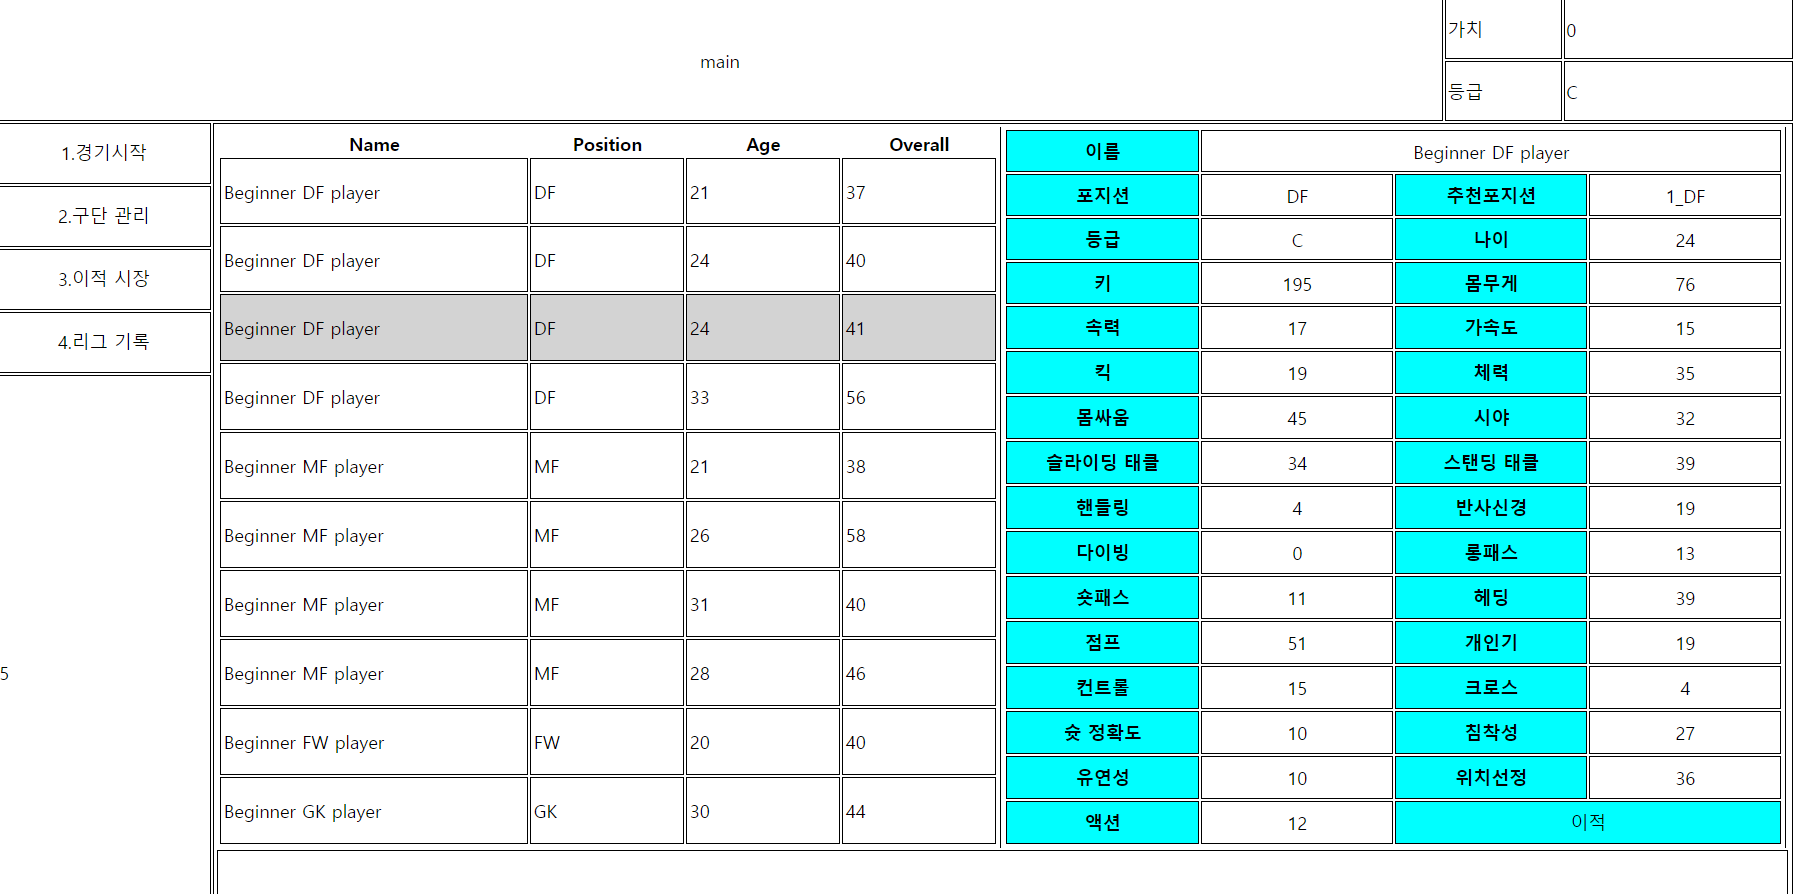 main
가치 0
등급 C
1.경기시작
2.구단 관리
3.이적 시장
4.리그 기록
5
Name Position Age Overall
Beginner DF player DF 21 37
Beginner DF player DF 24 40
Beginner DF player DF 24 41
Beginner DF player DF 33 56
Beginner MF player MF 21 38
Beginner MF player MF 26 58
Beginner MF player MF 31 40
Beginner MF player MF 28 46
Beginner FW player FW 20 40
Beginner GK player GK 30 44
이름 Beginner DF player
포지션 DF 추천포지션 1_DF
등급 C 나이 24
키 195 몸무게 76
속력 17 가속도 15
킥 19 체력 35
몸싸움 45 시야 32
슬라이딩 태클 34 스탠딩 태클 39
핸들링 4 반사신경 19
다이빙 0 롱패스 13
숏패스 11 헤딩 39
점프 51 개인기 19
컨트롤 15 크로스 4
슛 정확도 10 침착성 27
유연성 10 위치선정 36
액션 12 이적